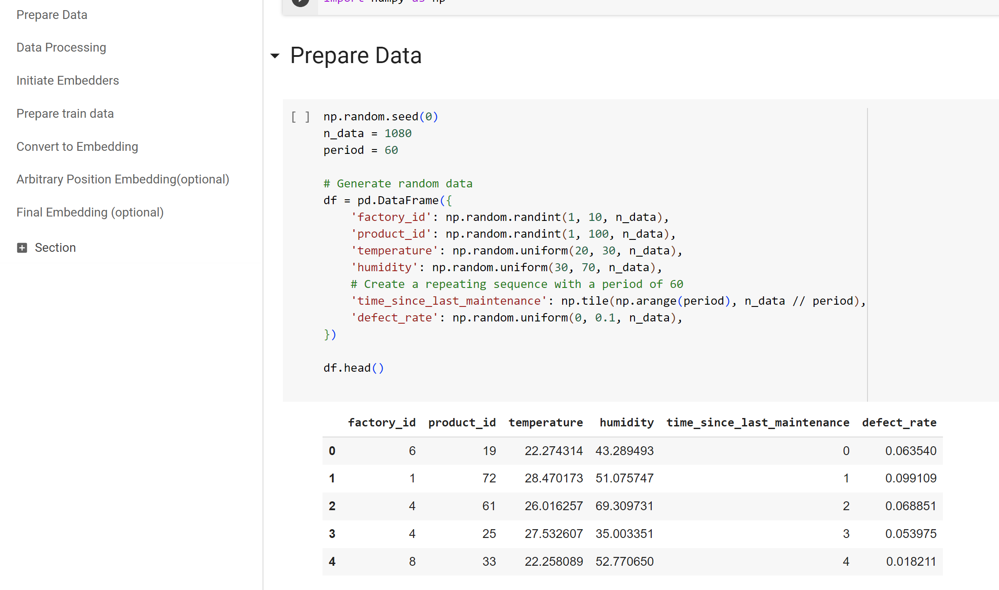 Prepare Data
Data Processing
Initiate Embedders
Prepare train data
Convert to Embedding
Arbitrary Position Embedding(optional)
Final Embedding (optional)
Section
import numpy as np
Prepare Data
[ ] np.random.seed(0)
n_data = 1080
period = 60
# Generate random data
df = pd.DataFrame({
    'factory_id': np.random.randint(1, 10, n_data),
    'product_id': np.random.randint(1, 100, n_data),
    'temperature': np.random.uniform(20, 30, n_data),
    'humidity': np.random.uniform(30, 70, n_data),
    # Create a repeating sequence with a period of 60
    'time_since_last_maintenance': np.tile(np.arange(period), n_data // period),
    'defect_rate': np.random.uniform(0, 0.1, n_data),
})
df.head()
factory_id product_id temperature humidity time_since_last_maintenance defect_rate
0 6 19 22.274314 43.289493 0 0.063540
1 1 72 28.470173 51.075747 1 0.099109
2 4 61 26.016257 69.309731 2 0.068851
3 4 25 27.532607 35.003351 3 0.053975
4 8 33 22.258089 52.770650 4 0.018211